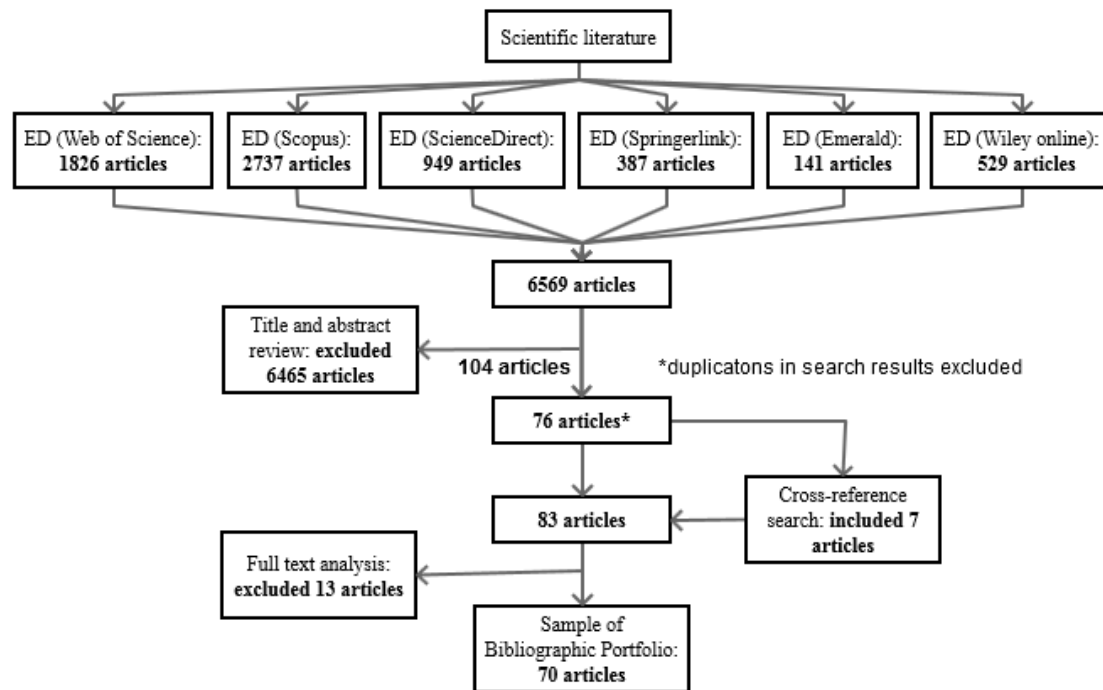 Scientific literature
ED (Web of Science):
1826 articles
ED (Scopus):
2737 articles
ED (ScienceDirect):
949 articles
ED (Springerlink):
387 articles
ED (Emerald):
141 articles
ED (Wiley online):
529 articles
6569 articles
Title and abstract
review: excluded
6465 articles
104 articles
*duplicatons in search results excluded
76 articles*
Cross-reference
search: included 7
articles
83 articles
Full text analysis:
excluded 13 articles
Sample of
Bibliographic Portfolio:
70 articles